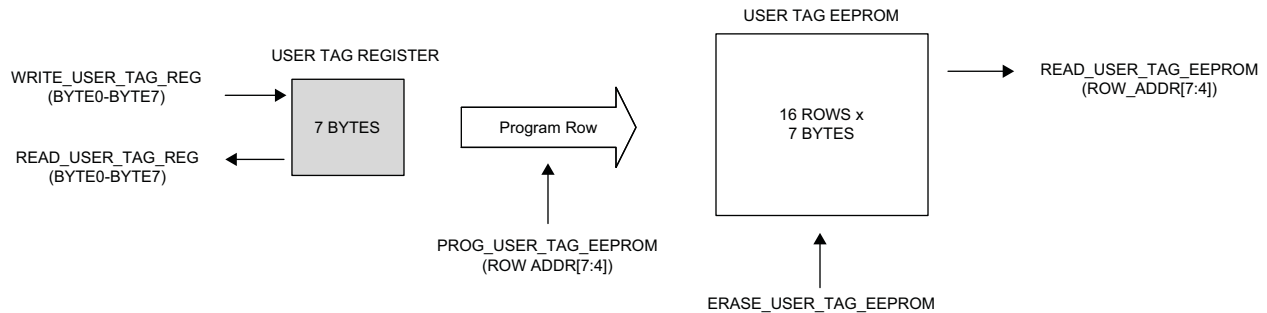 USER TAG EEPROM
USER TAG REGISTER
WRITE_USER_TAG_REG
(BYTE0-BYTE7)
READ_USER_TAG_REG
(BYTE0-BYTE7)
7 BYTES
Program Row
PROG_USER_TAG_EEPROM
(ROW ADDR[7:4])
16 ROWS x
7 BYTES
READ_USER_TAG_EEPROM
(ROW_ADDR[7:4])
ERASE_USER_TAG_EEPROM